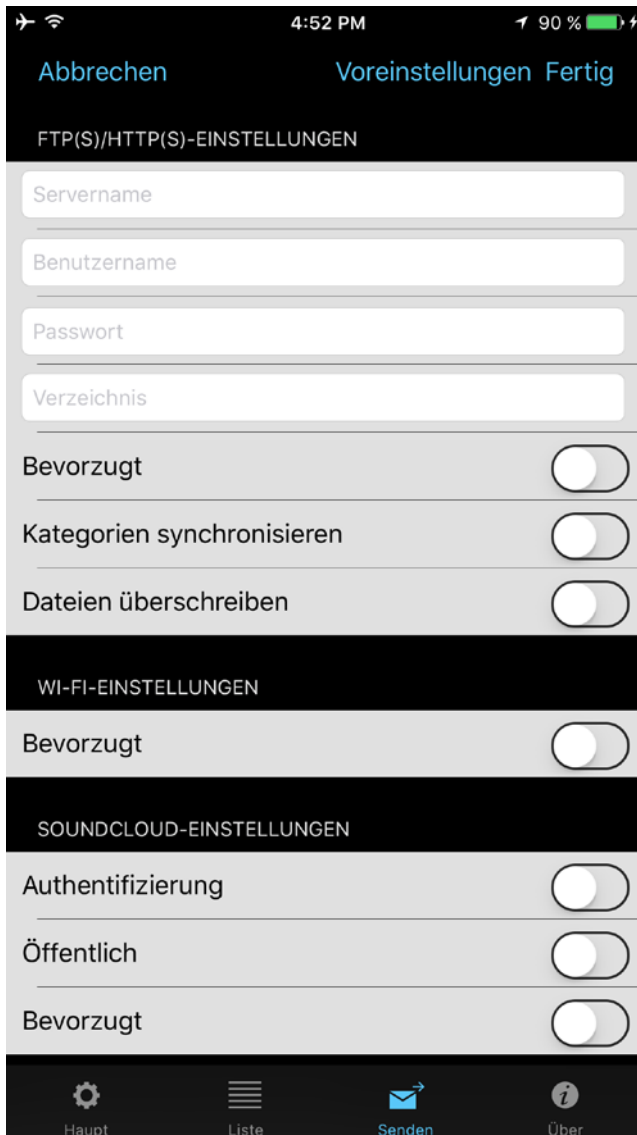 4:52 PM
90 %
Abbrechen Voreinstellungen Fertig
FTP(S)/HTTP(S)-EINSTELLUNGEN
Servername
Benutzername
Passwort
Verzeichnis
Bevorzugt
Kategorien synchronisieren
Dateien überschreiben
WI-FI-EINSTELLUNGEN
Bevorzugt
SOUNDCLOUD-EINSTELLUNGEN
Authentifizierung
Öffentlich
Bevorzugt
Haupt Liste Senden Über